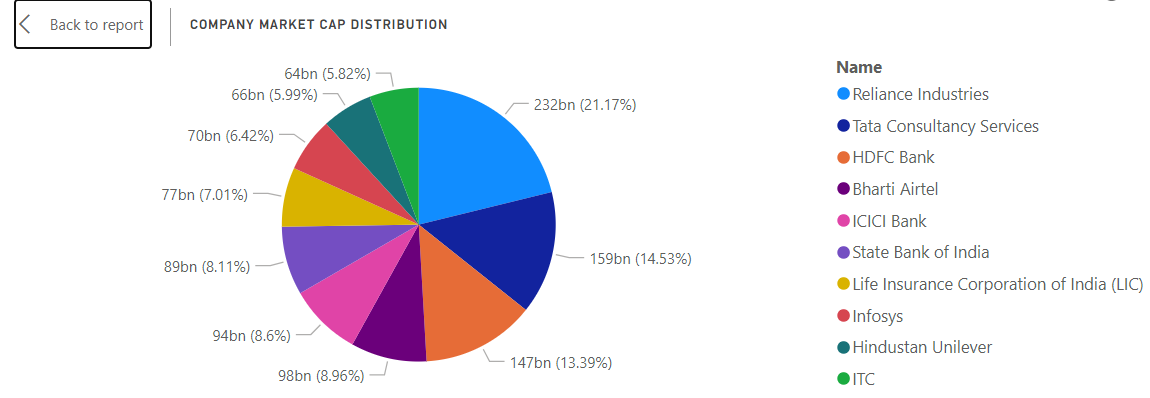 Back to report
COMPANY MARKET CAP DISTRIBUTION
64bn (5.82%)
66bn (5.99%)
70bn (6.42%)
77bn (7.01%)
89bn (8.11%)
94bn (8.6%)
98bn (8.96%)
232bn (21.17%)
159bn (14.53%)
147bn (13.39%)
Name
Reliance Industries
Tata Consultancy Services
HDFC Bank
Bharti Airtel
ICICI Bank
State Bank of India
Life Insurance Corporation of India (LIC)
Infosys
Hindustan Unilever
ITC